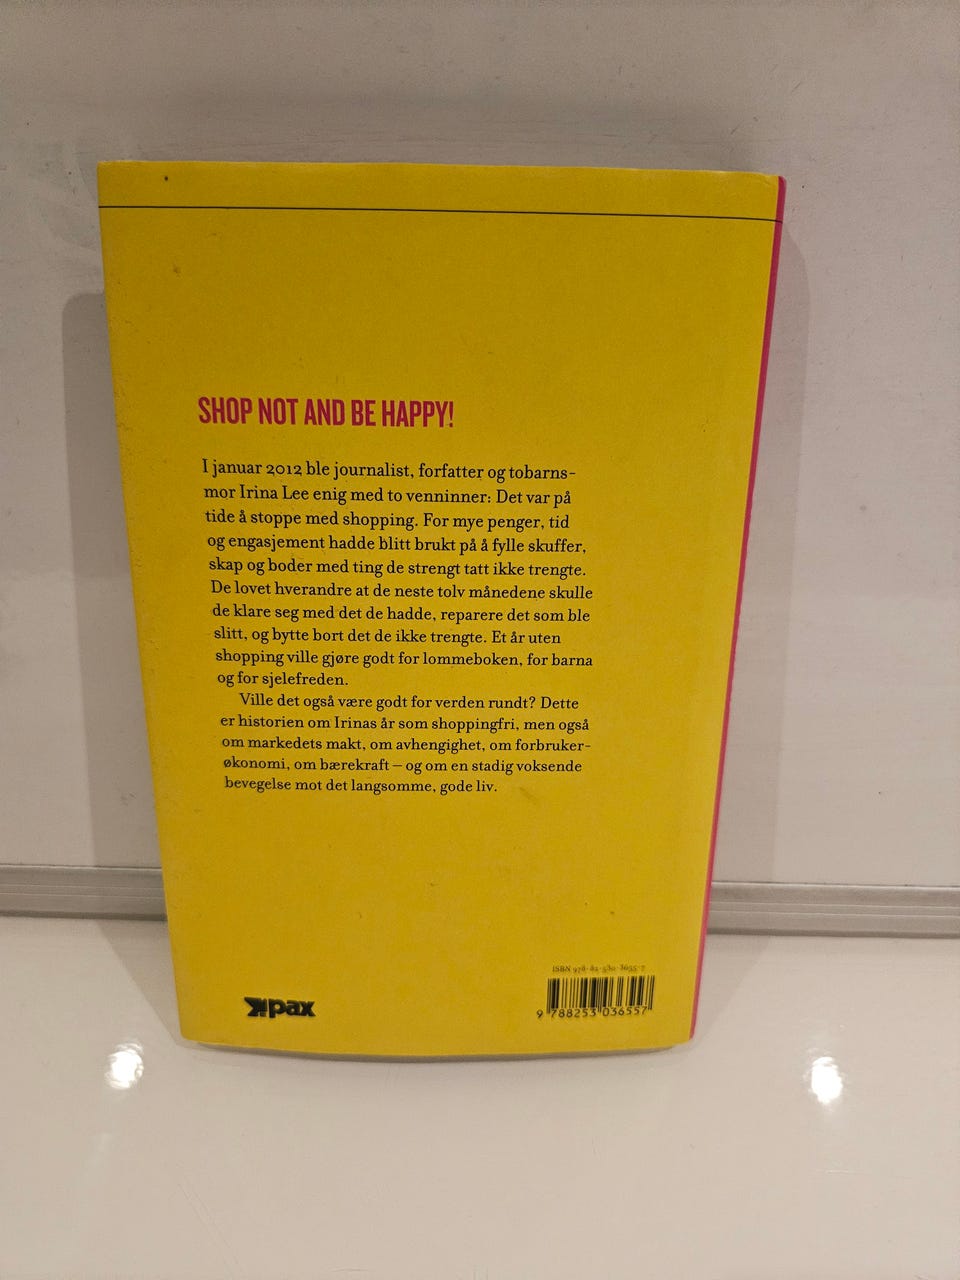 SHOP NOT AND BE HAPPY!
I januar 2012 ble journalist, forfatter og tobarns-
mor Irina Lee enig med to venninner: Det var på
tide å stoppe med shopping. For mye penger, tid
og engasjement hadde blitt brukt på å fylle skuffer,
skap og boder med ting de strengt tatt ikke trengte.
De lovet hverandre at de neste tolv månedene skulle
de klare seg med det de hadde, reparere det som ble
slitt, og bytte bort det de ikke trengte. Et år uten
shopping ville gjøre godt for lommeboken, for barna
og for sjelefreden.
Ville det også være godt for verden rundt? Dette
er historien om Irinas år som shoppingfri, men også
om markedets makt, om avhengighet, om forbruker-
økonomi, om bærekraft – og om en stadig voksende
bevegelse mot det langsomme, gode liv.
ISBN
pax
9 788253 036557